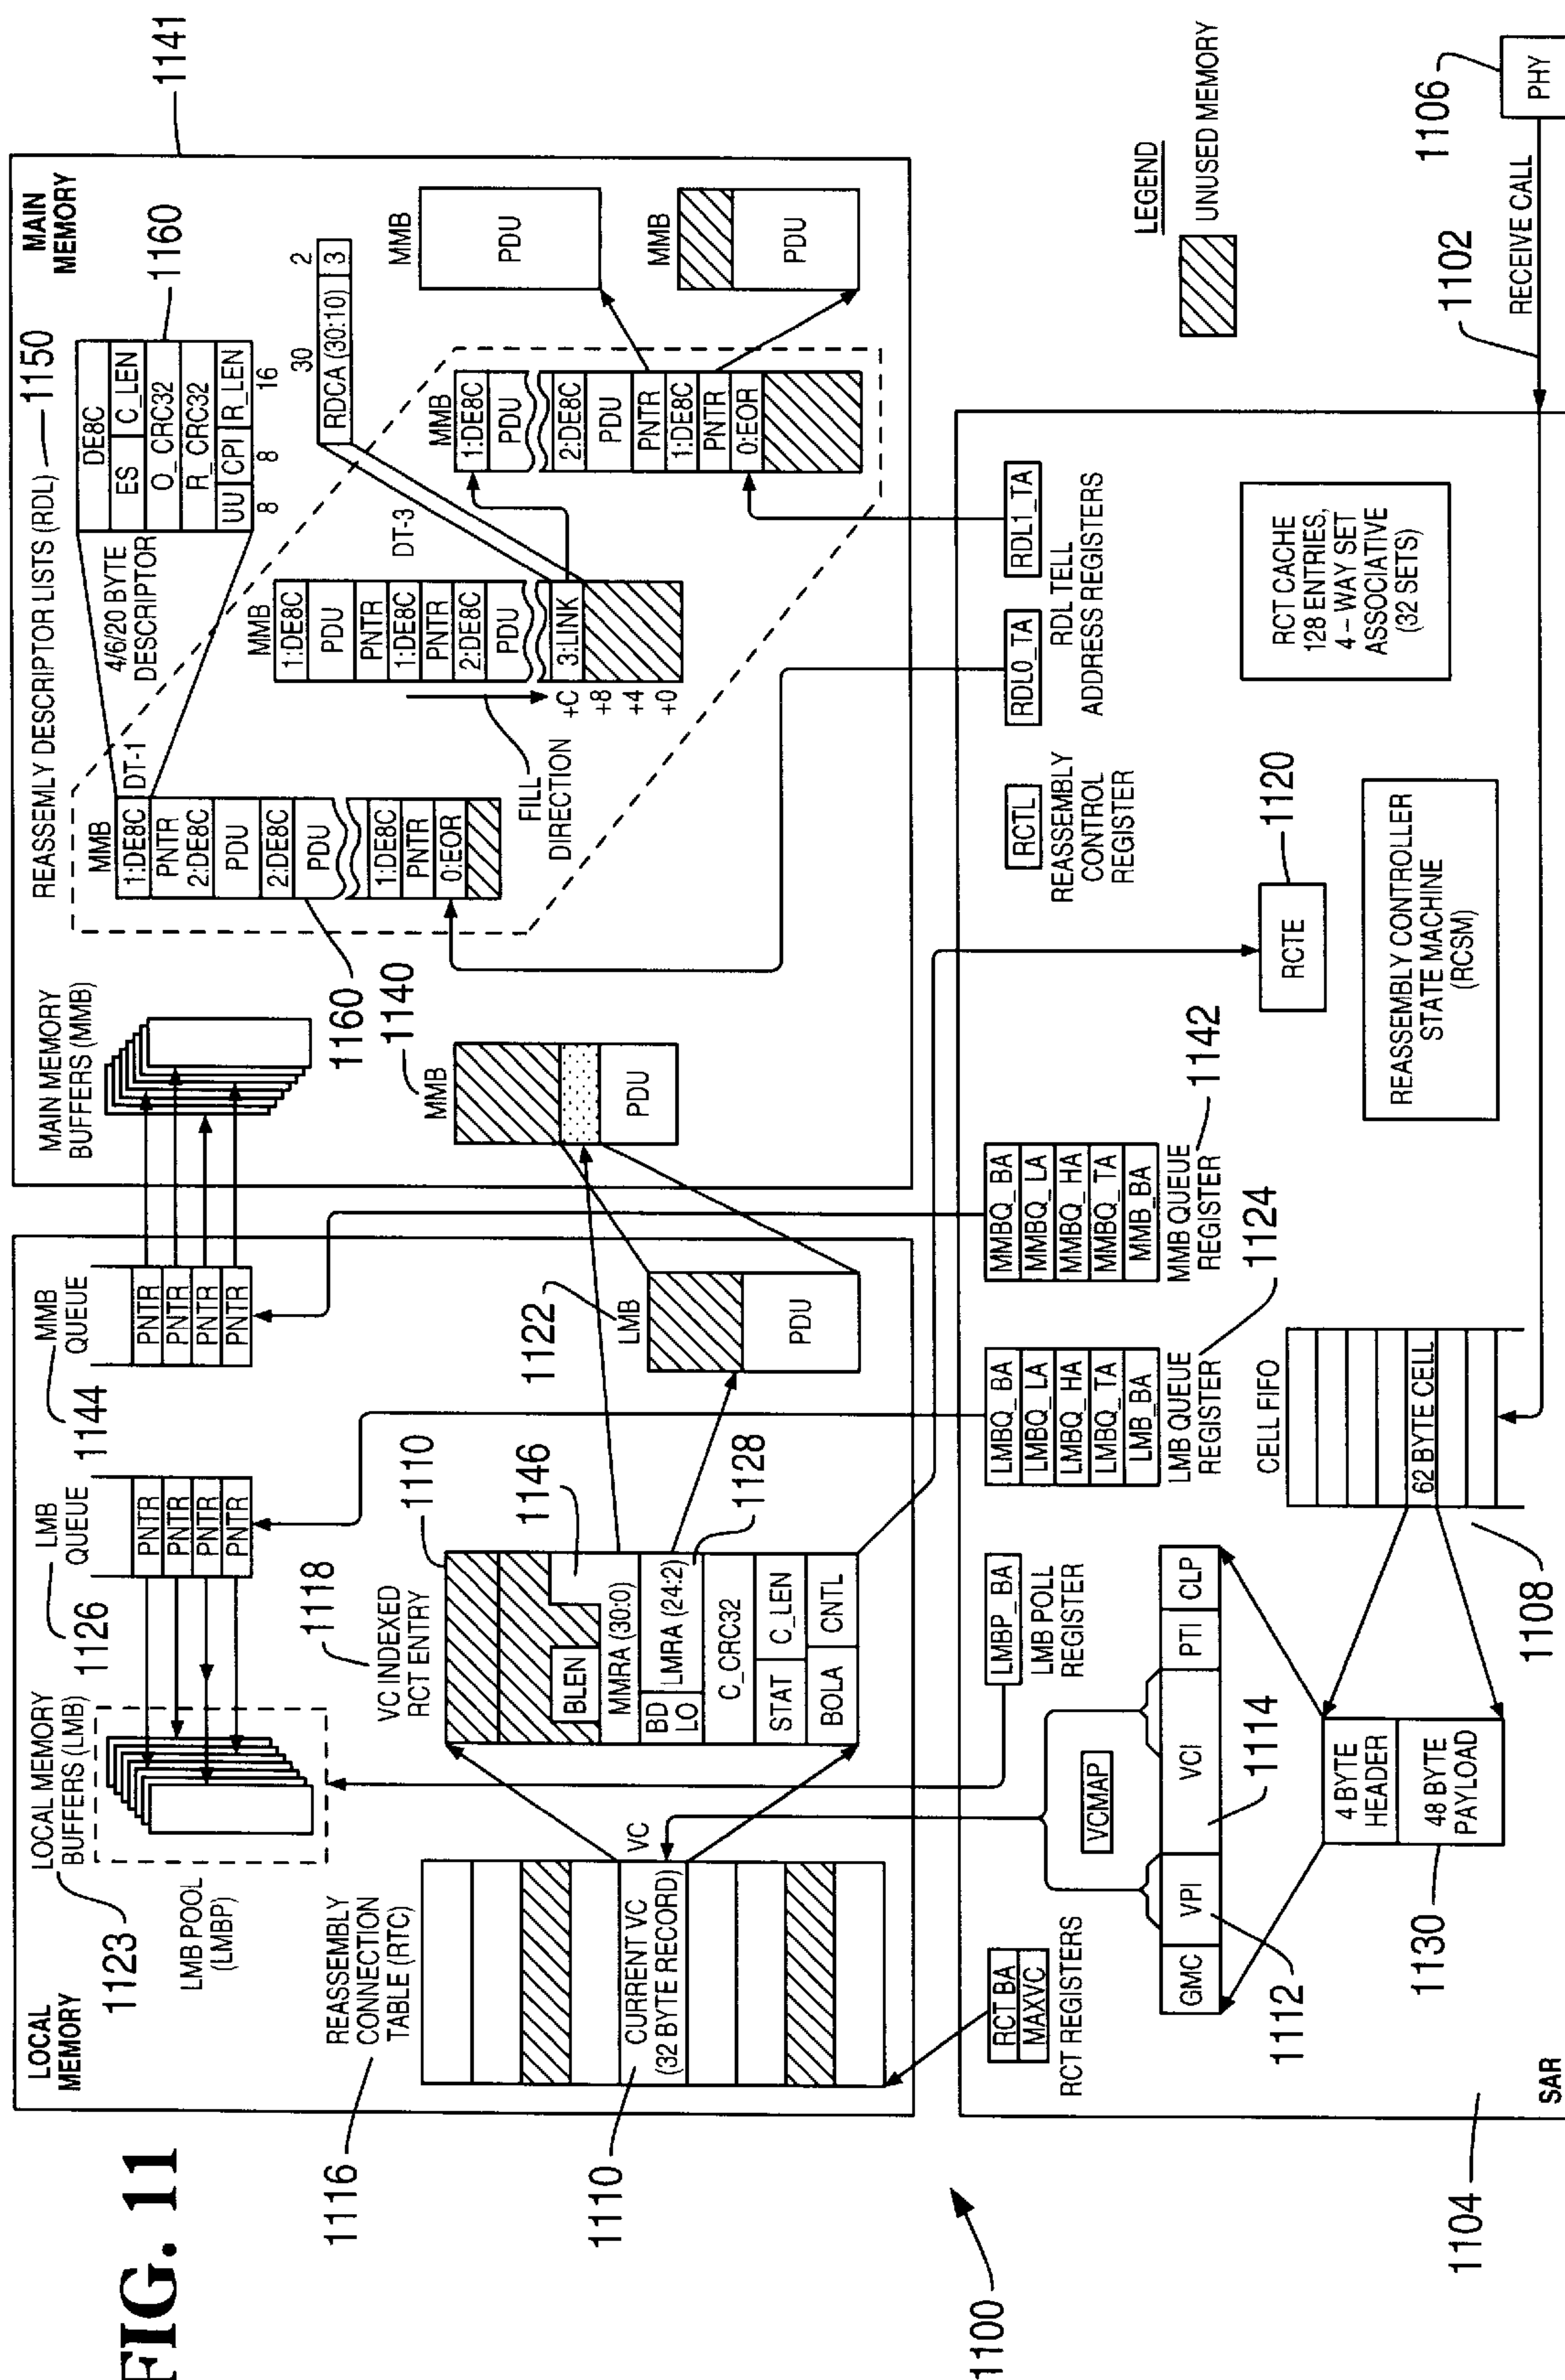 FIG. 11
1100
LOCAL
MEMORY
1123
LOCAL MEMORY
BUFFERS (LMB)
LMB POOL
(LMBP)
1126
LMB
QUEUE
PNTR
PNTR
PNTR
PNTR
1144
MMB
QUEUE
PNTR
PNTR
PNTR
PNTR
1116
REASSEMBLY
CONNECTION
TABLE (RTC)
1110
CURRENT VC
(32 BYTE RECORD)
VC
1118
VC INDEXED
RCT ENTRY
1110
1146
BLEN
MMRA (30:0)
BD
LO
LMRA (24:2)
1128
C_CRC32
STAT
C_LEN
BOLA
CNTL
1122
LMB
PDU
MAIN
MEMORY
1141
MAIN MEMORY
BUFFERS (MMB)
1140
MMB
PDU
1160
REASSEMLY DESCRIPTOR LISTS (RDL)
1150
MMB
1:DE8C
DT-1
PNTR
2:DE8C
PDU
2:DE8C
PDU
1:DE8C
PNTR
0:EOR
4/6/20 BYTE
DESCRIPTOR
DE8C
ES
C_LEN
O_CRC32
R_CRC32
UU
CPI
R_LEN
8
8
16
1160
FILL
DIRECTION
MMB
1:DE8C
PDU
PNTR
1:DE8C
PNTR
2:DE8C
PDU
3:LINK
+C
+8
+4
+0
DT-3
30
2
RDCA (30:10)
3
MMB
1:DE8C
PDU
2:DE8C
PDU
PNTR
1:DE8C
PNTR
0:EOR
MMB
PDU
MMB
PDU
RCT BA
MAXVC
RCT REGISTERS
LMBP_BA
LMB POLL
REGISTER
LMBQ_BA
LMBQ_LA
LMBQ_HA
LMBQ_TA
LMB_BA
LMB QUEUE
REGISTER
1124
MMBQ_BA
MMBQ_LA
MMBQ_HA
MMBQ_TA
MMB_BA
MMB QUEUE
REGISTER
1142
RCTL
REASSEMBLY
CONTROL
REGISTER
RDL0_TA
RDL1_TA
RDL TELL
ADDRESS REGISTERS
VCMAP
GMC
VPI
VCI
PTI
CLP
1112
1114
4 BYTE
HEADER
48 BYTE
PAYLOAD
1130
CELL FIFO
62 BYTE CELL
1108
RCTE
1120
REASSEMBLY CONTROLLER
STATE MACHINE
(RCSM)
RCT CACHE
128 ENTRIES,
4 – WAY SET
ASSOCIATIVE
(32 SETS)
1104
SAR
LEGEND
UNUSED MEMORY
1102
RECEIVE CALL
1106
PHY